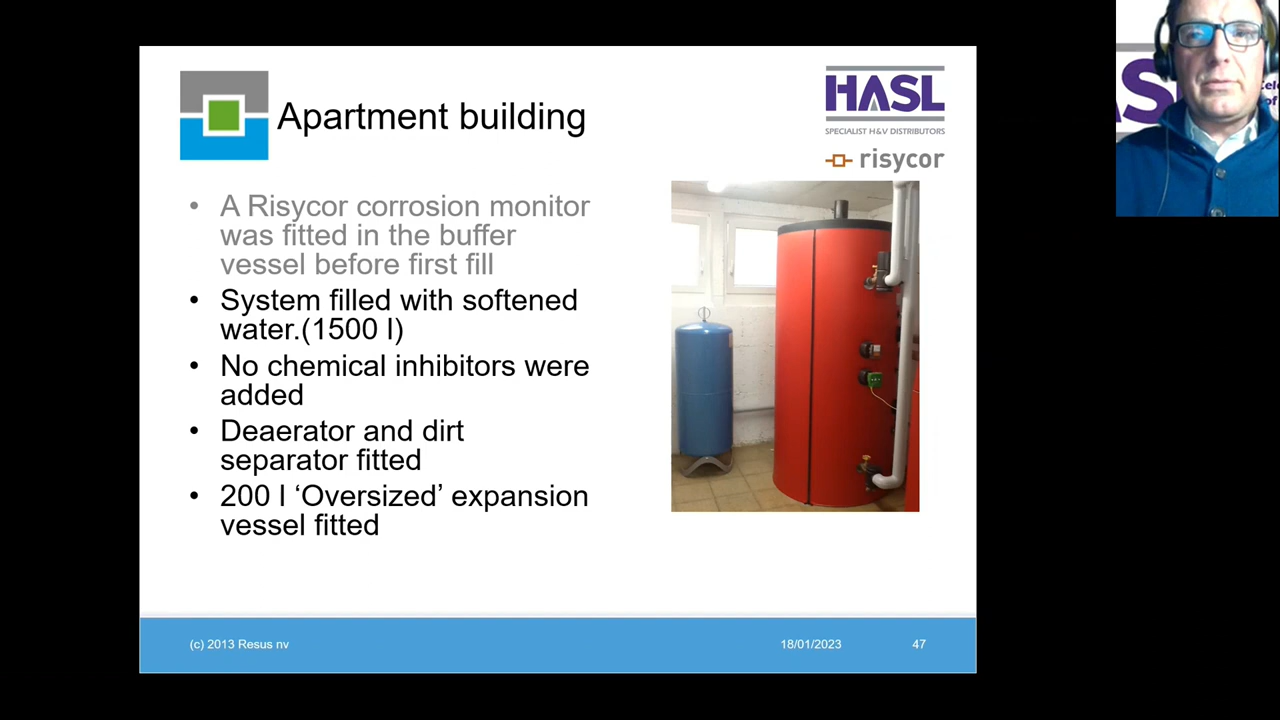 Apartment building
HASL
SPECIALIST H&V DISTRIBUTORS
risycor
• A Risycor corrosion monitor
was fitted in the buffer
vessel before first fill
• System filled with softened
water.(1500 l)
• No chemical inhibitors were
added
• Deaerator and dirt
separator fitted
• 200 l ‘Oversized’ expansion
vessel fitted
(c) 2013 Resus nv
18/01/2023
47
of